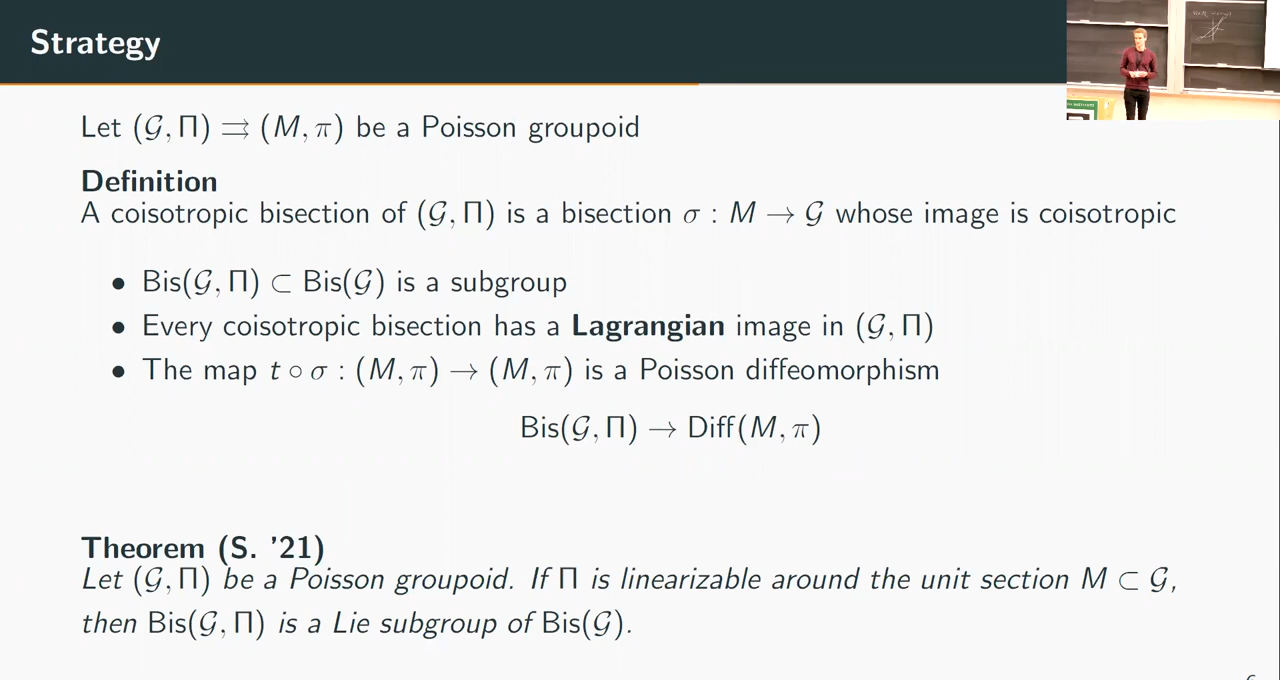 Strategy
Let (𝒢, Π) ⇉ (M, π) be a Poisson groupoid
Definition
A coisotropic bisection of (𝒢, Π) is a bisection σ : M → 𝒢 whose image is coisotropic
• Bis(𝒢, Π) ⊂ Bis(𝒢) is a subgroup
• Every coisotropic bisection has a Lagrangian image in (𝒢, Π)
• The map t ∘ σ : (M, π) → (M, π) is a Poisson diffeomorphism
Bis(𝒢, Π) → Diff(M, π)
Theorem (S. '21)
Let (𝒢, Π) be a Poisson groupoid. If Π is linearizable around the unit section M ⊂ 𝒢,
then Bis(𝒢, Π) is a Lie subgroup of Bis(𝒢).